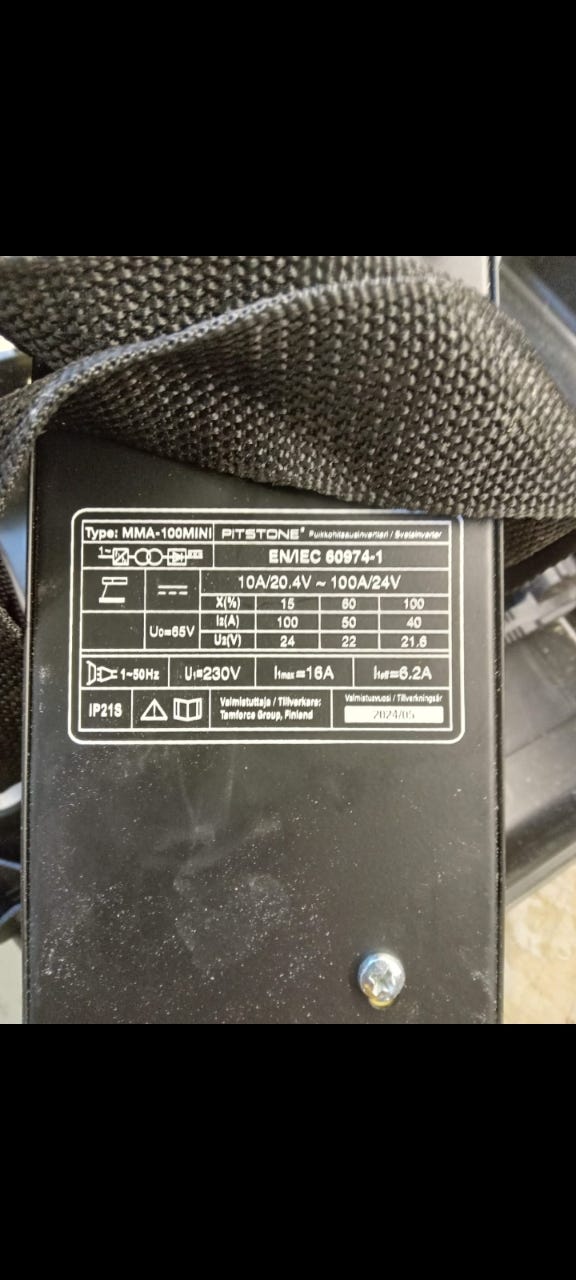 Type: MMA-100MINI PITSTONE® Puikkohitsausinvertteri / Svetsinverter
1~ EN/IEC 60974-1
10A/20.4V ~ 100A/24V
X(%) 15 60 100
U0=65V I2(A) 100 50 40
U2(V) 24 22 21.6
1~50Hz U1=230V I1max=16A I1eff=6.2A
IP21S Valmistuttaja / Tillverkare: Valmistusvuosi / Tillverkningsår
Tamforce Group, Finland 2024/05